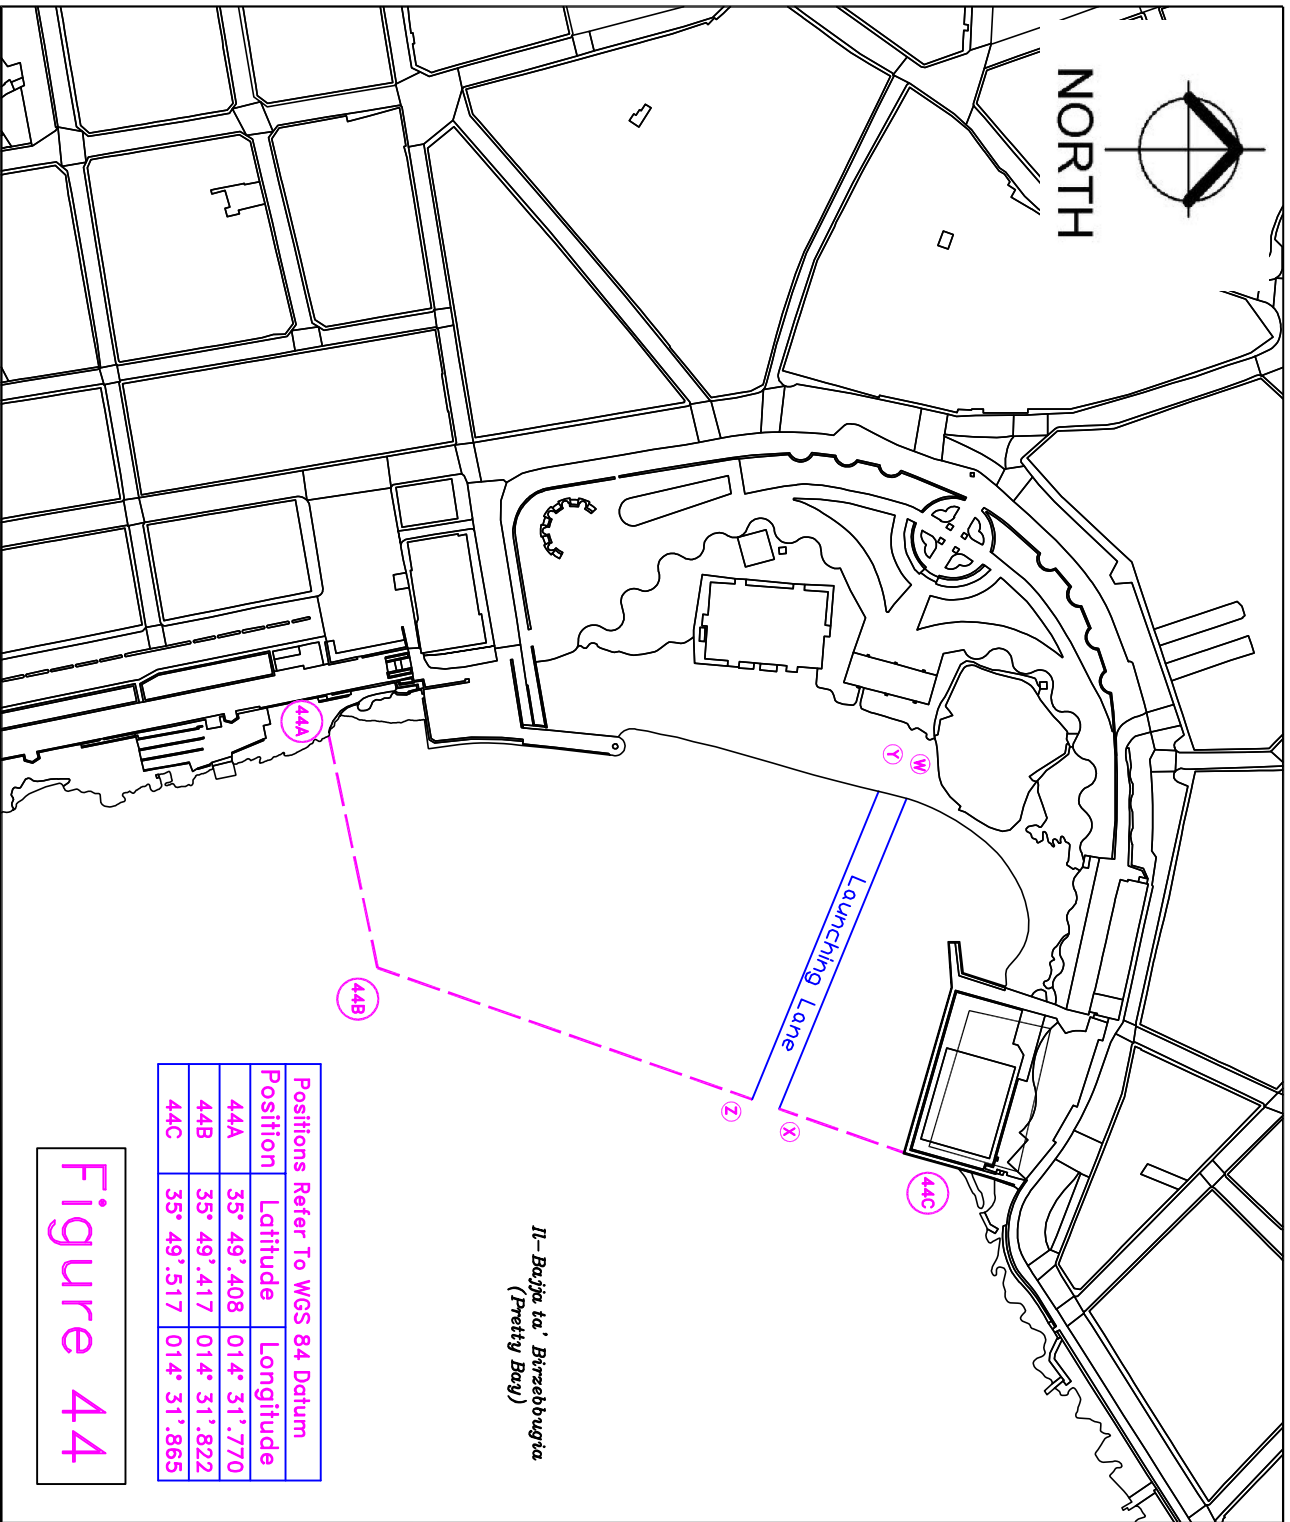 NORTH
44A
44B
44C
W
Y
X
Z
Launching Lane
Il-Bajja ta' Birzebbugia
(Pretty Bay)
Positions Refer To WGS 84 Datum
Position Latitude Longitude
44A 35° 49'.408 014° 31'.770
44B 35° 49'.417 014° 31'.822
44C 35° 49'.517 014° 31'.865
Figure 44